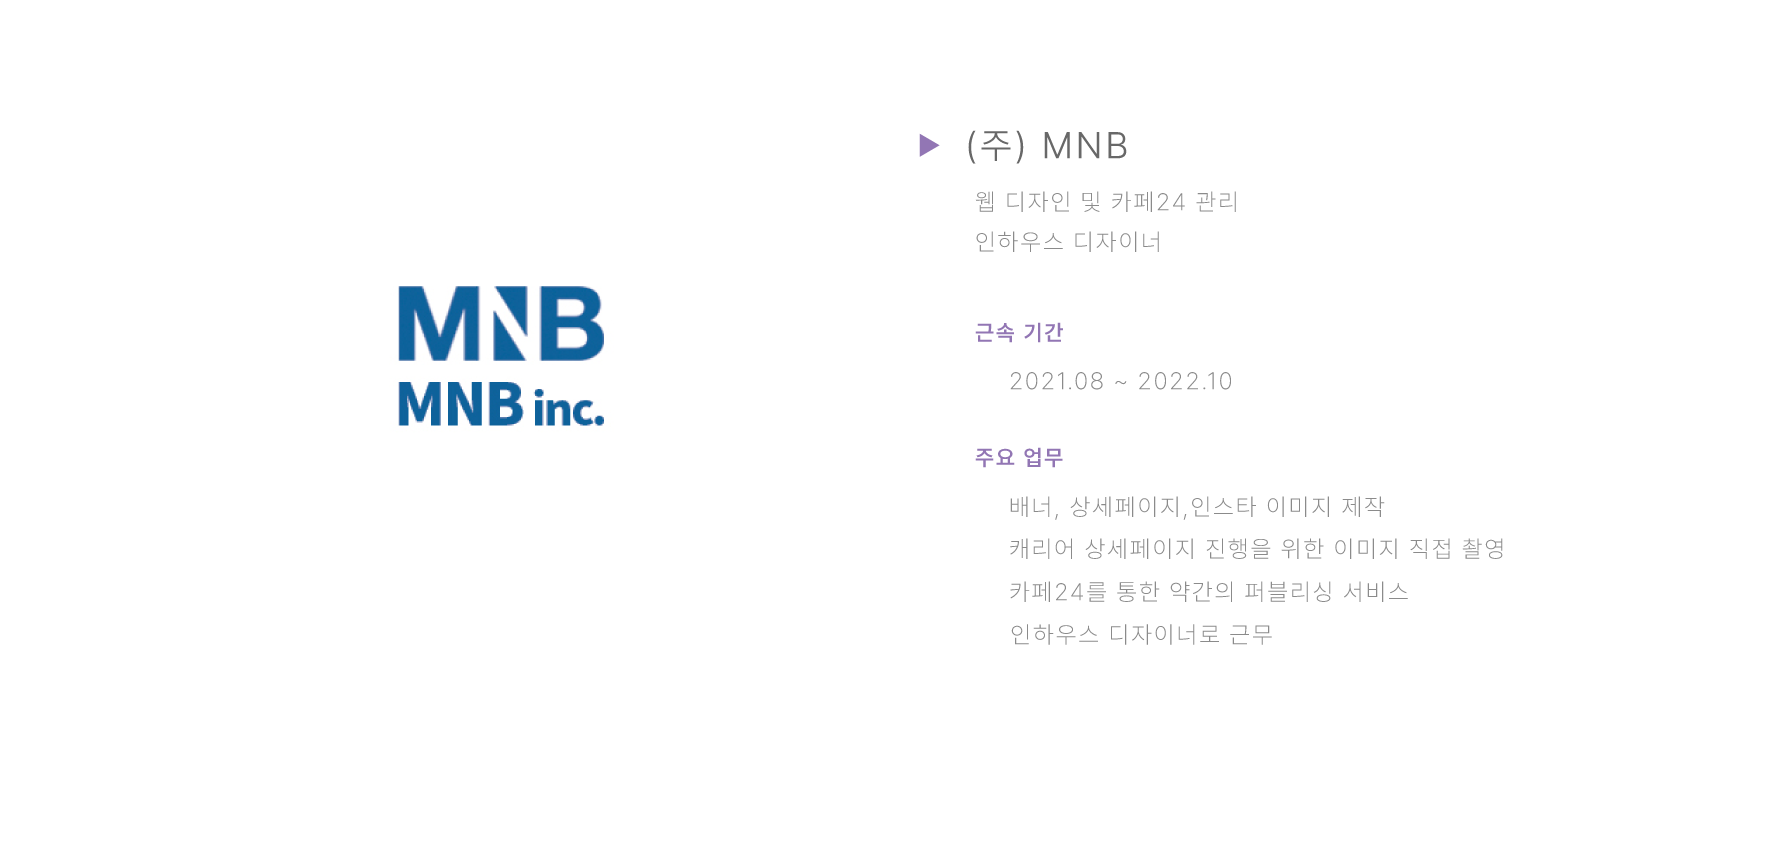 MNB
MNB inc.
▶ (주) MNB
웹 디자인 및 카페24 관리
인하우스 디자이너
근속 기간
2021.08 ~ 2022.10
주요 업무
배너, 상세페이지,인스타 이미지 제작
캐리어 상세페이지 진행을 위한 이미지 직접 촬영
카페24를 통한 약간의 퍼블리싱 서비스
인하우스 디자이너로 근무